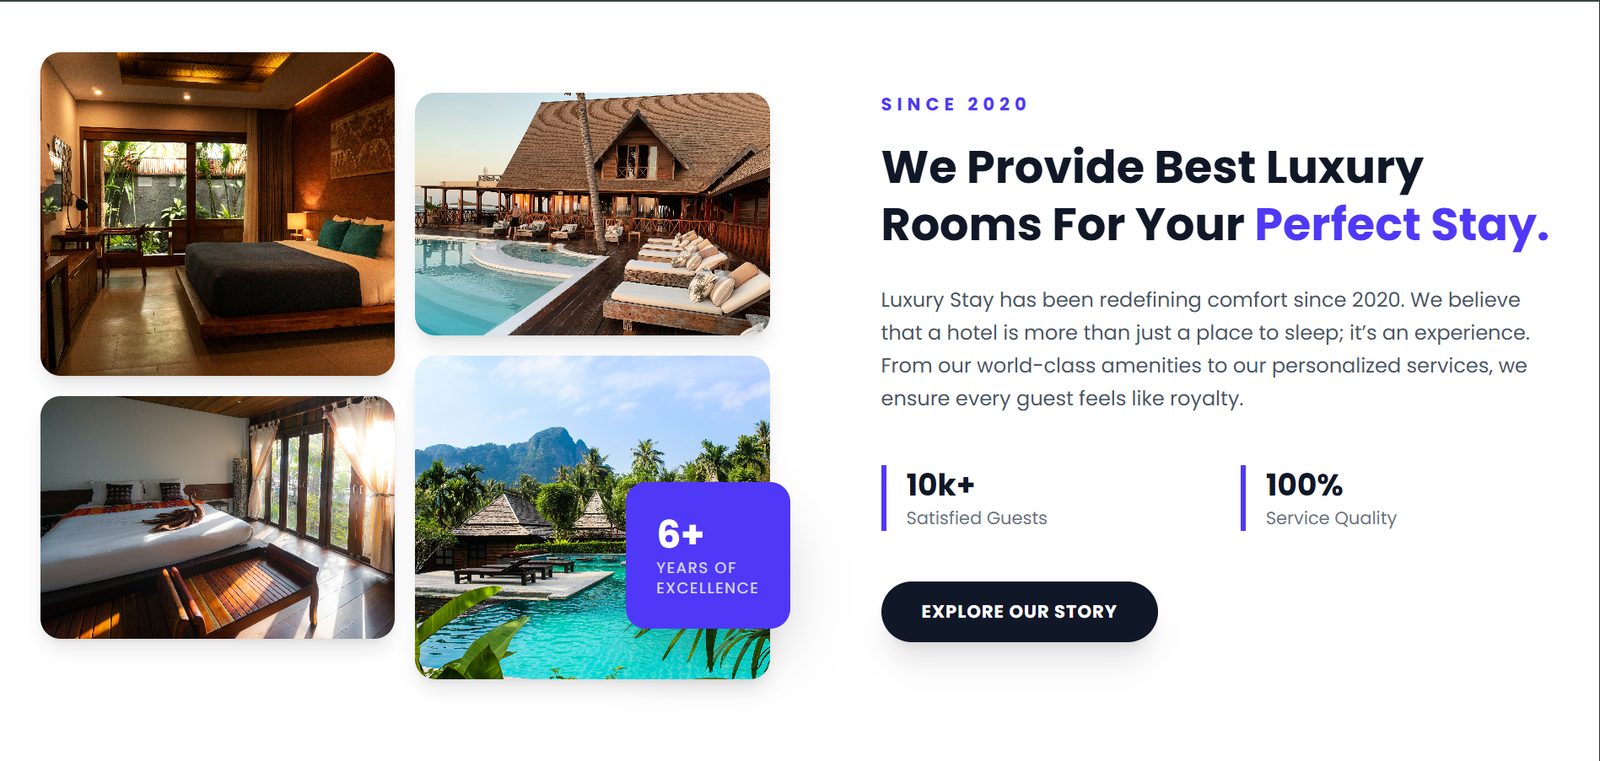 6+
YEARS OF
EXCELLENCE
SINCE 2020
We Provide Best Luxury
Rooms For Your Perfect Stay.
Luxury Stay has been redefining comfort since 2020. We believe
that a hotel is more than just a place to sleep; it’s an experience.
From our world-class amenities to our personalized services, we
ensure every guest feels like royalty.
10k+
Satisfied Guests
100%
Service Quality
EXPLORE OUR STORY